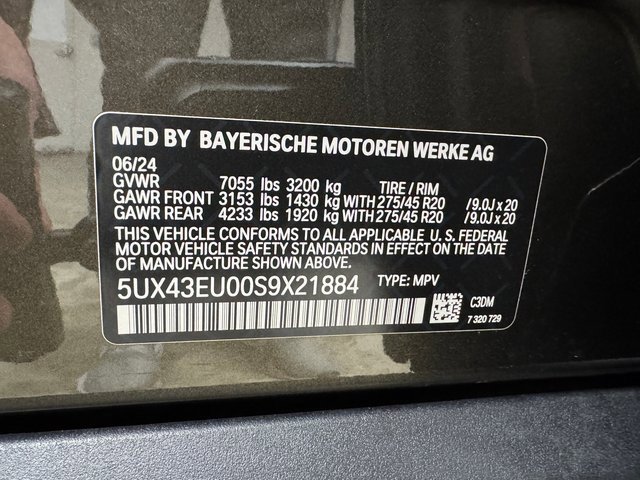 MFD BY BAYERISCHE MOTOREN WERKE AG
06/24
GVWR 7055 lbs 3200 kg TIRE / RIM
GAWR FRONT 3153 lbs 1430 kg WITH 275/45 R20 /9.0J x 20
GAWR REAR 4233 lbs 1920 kg WITH 275/45 R20 /9.0J x 20
THIS VEHICLE CONFORMS TO ALL APPLICABLE U. S. FEDERAL
MOTOR VEHICLE SAFETY STANDARDS IN EFFECT ON THE DATE
OF MANUFACTURE SHOWN ABOVE.
5UX43EU00S9X21884 TYPE: MPV
C3DM
7 320 729